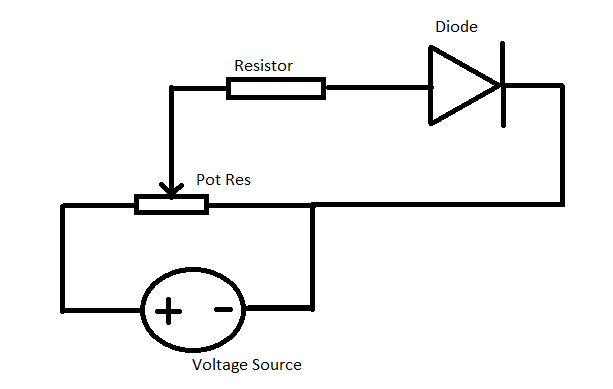 Diode
Resistor
Pot Res
+ -
Voltage Source